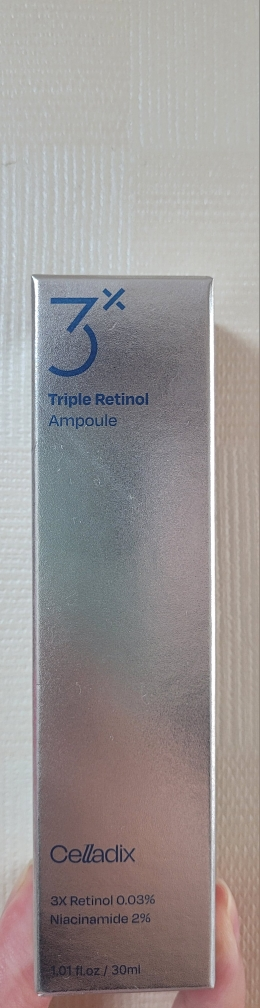 3x
Triple Retinol
Ampoule
Celladix
3X Retinol 0.03%
Niacinamide 2%
1.01 fl.oz / 30ml